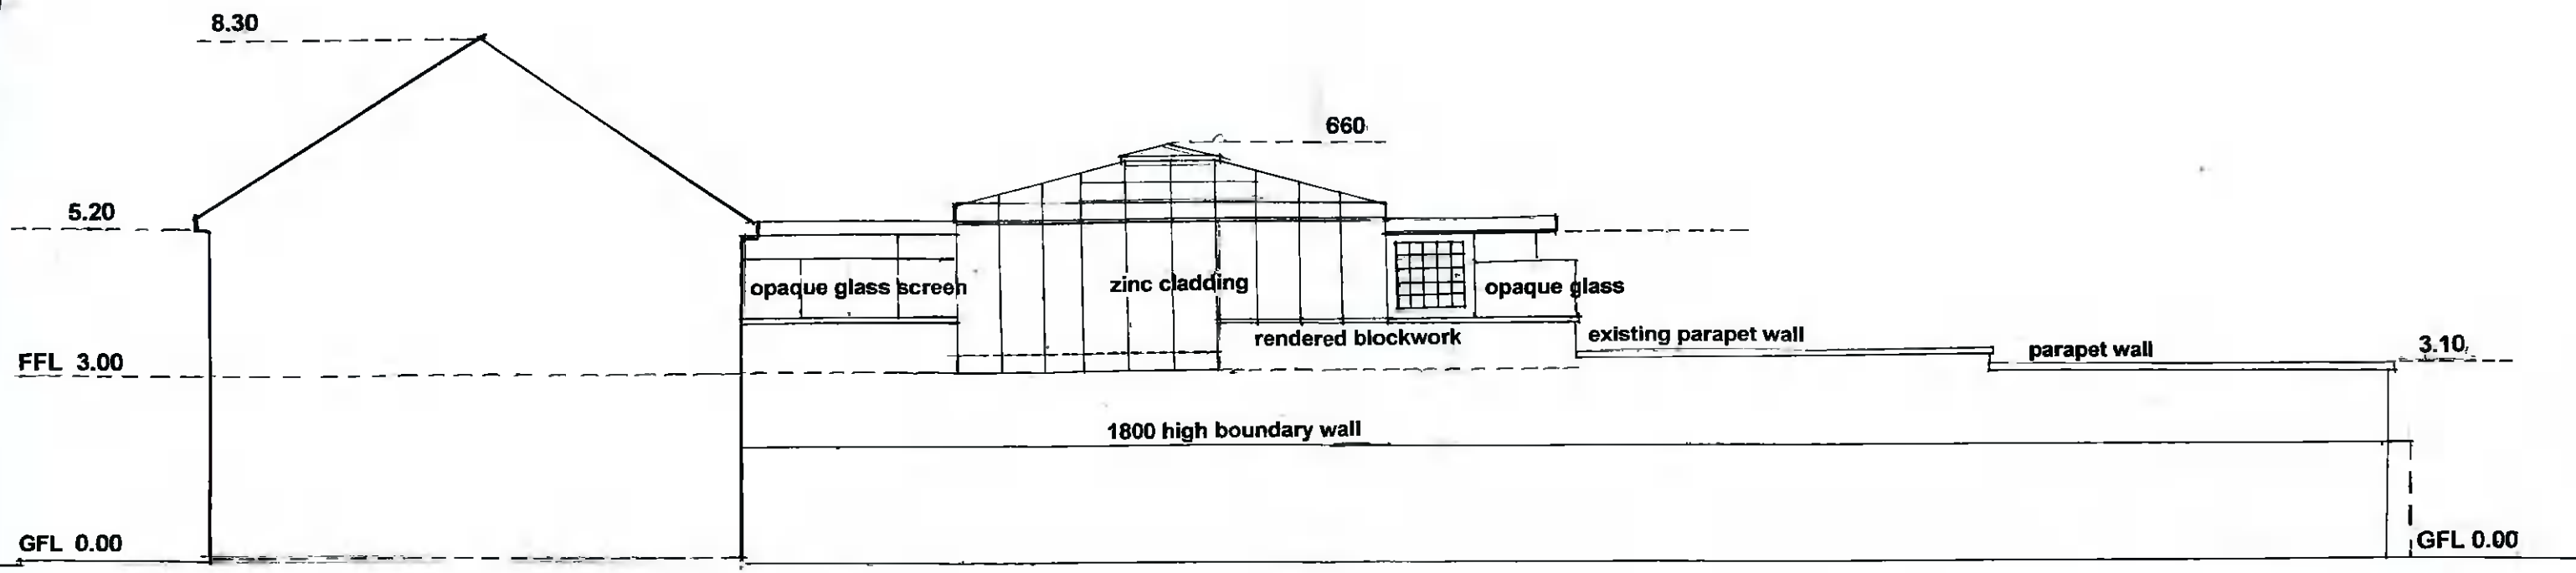 8.30
660
5.20
opaque glass screen
zinc cladding
opaque glass
rendered blockwork
existing parapet wall
parapet wall
3.10
FFL 3.00
1800 high boundary wall
GFL 0.00
GFL 0.00